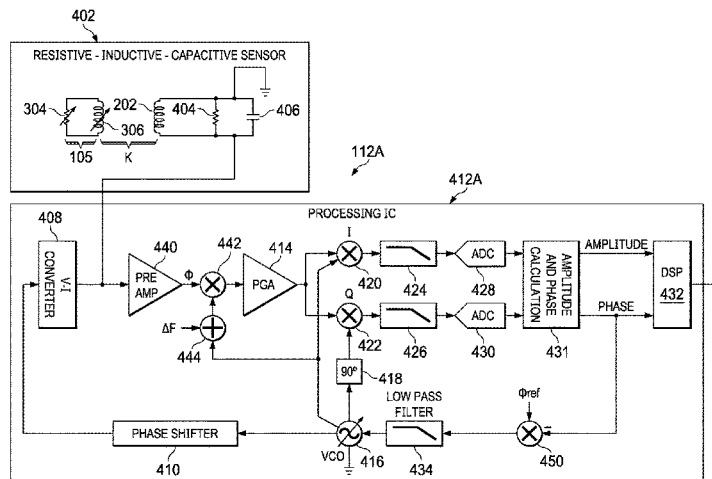 402
RESISTIVE - INDUCTIVE - CAPACITIVE SENSOR
304
202
404
406
306
105
K
112A
412A
PROCESSING IC
408
V-I
CONVERTER
440
PRE
AMP
Φ
442
414
PGA
I
420
424
ADC
428
AMPLITUDE
AND PHASE
CALCULATION
431
AMPLITUDE
PHASE
DSP
432
ΔF
444
Q
422
426
ADC
430
90°
418
LOW PASS
FILTER
434
Φref
450
–
PHASE SHIFTER
410
VCO
416